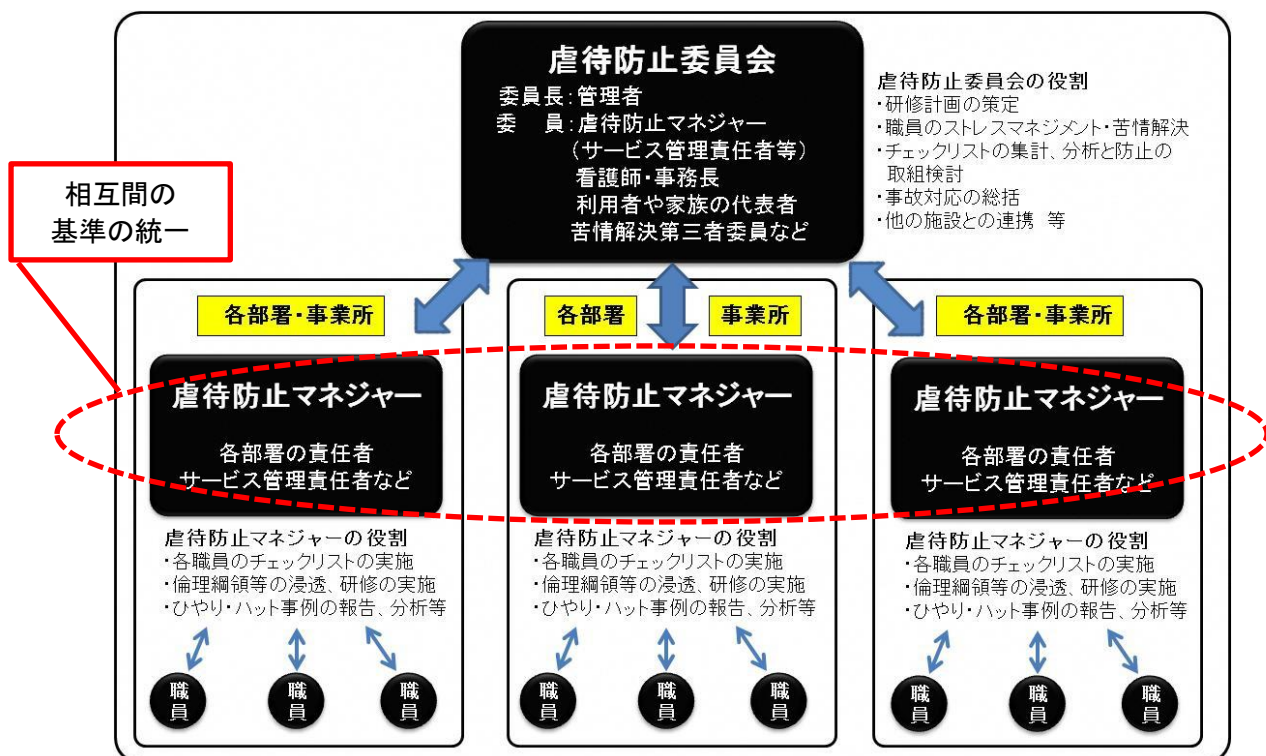 虐待防止委員会
委員長:管理者
委　員:虐待防止マネジャー
(サービス管理責任者等)
看護師・事務長
利用者や家族の代表者
苦情解決第三者委員など
虐待防止委員会の役割
・研修計画の策定
・職員のストレスマネジメント・苦情解決
・チェックリストの集計、分析と防止の
取組検討
・事故対応の総括
・他の施設との連携 等
相互間の
基準の統一
各部署・事業所
虐待防止マネジャー
各部署の責任者
サービス管理責任者など
虐待防止マネジャーの役割
・各職員のチェックリストの実施
・倫理綱領等の浸透、研修の実施
・ひやり・ハット事例の報告、分析等
職員
職員
職員
各部署
事業所
虐待防止マネジャー
各部署の責任者
サービス管理責任者など
虐待防止マネジャーの役割
・各職員のチェックリストの実施
・倫理綱領等の浸透、研修の実施
・ひやり・ハット事例の報告、分析等
職員
職員
職員
各部署・事業所
虐待防止マネジャー
各部署の責任者
サービス管理責任者など
虐待防止マネジャーの役割
・各職員のチェックリストの実施
・倫理綱領等の浸透、研修の実施
・ひやり・ハット事例の報告、分析等
職員
職員
職員